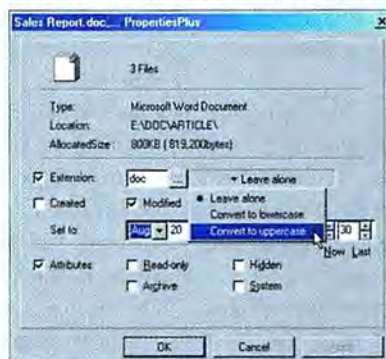 Sales Report.doc,... PropertiesPlus
3 Files
Type: Microsoft Word Document
Location: E:\DOC\ARTICLE\
AllocatedSize: 800KB (819,200bytes)
Extension: doc ... Leave alone
Leave alone
Created Modified Convert to lowercase
Set to: Aug 20 Convert to uppercase 30
Now Last
Attributes: Read-only Hidden
Archive System
OK Cancel